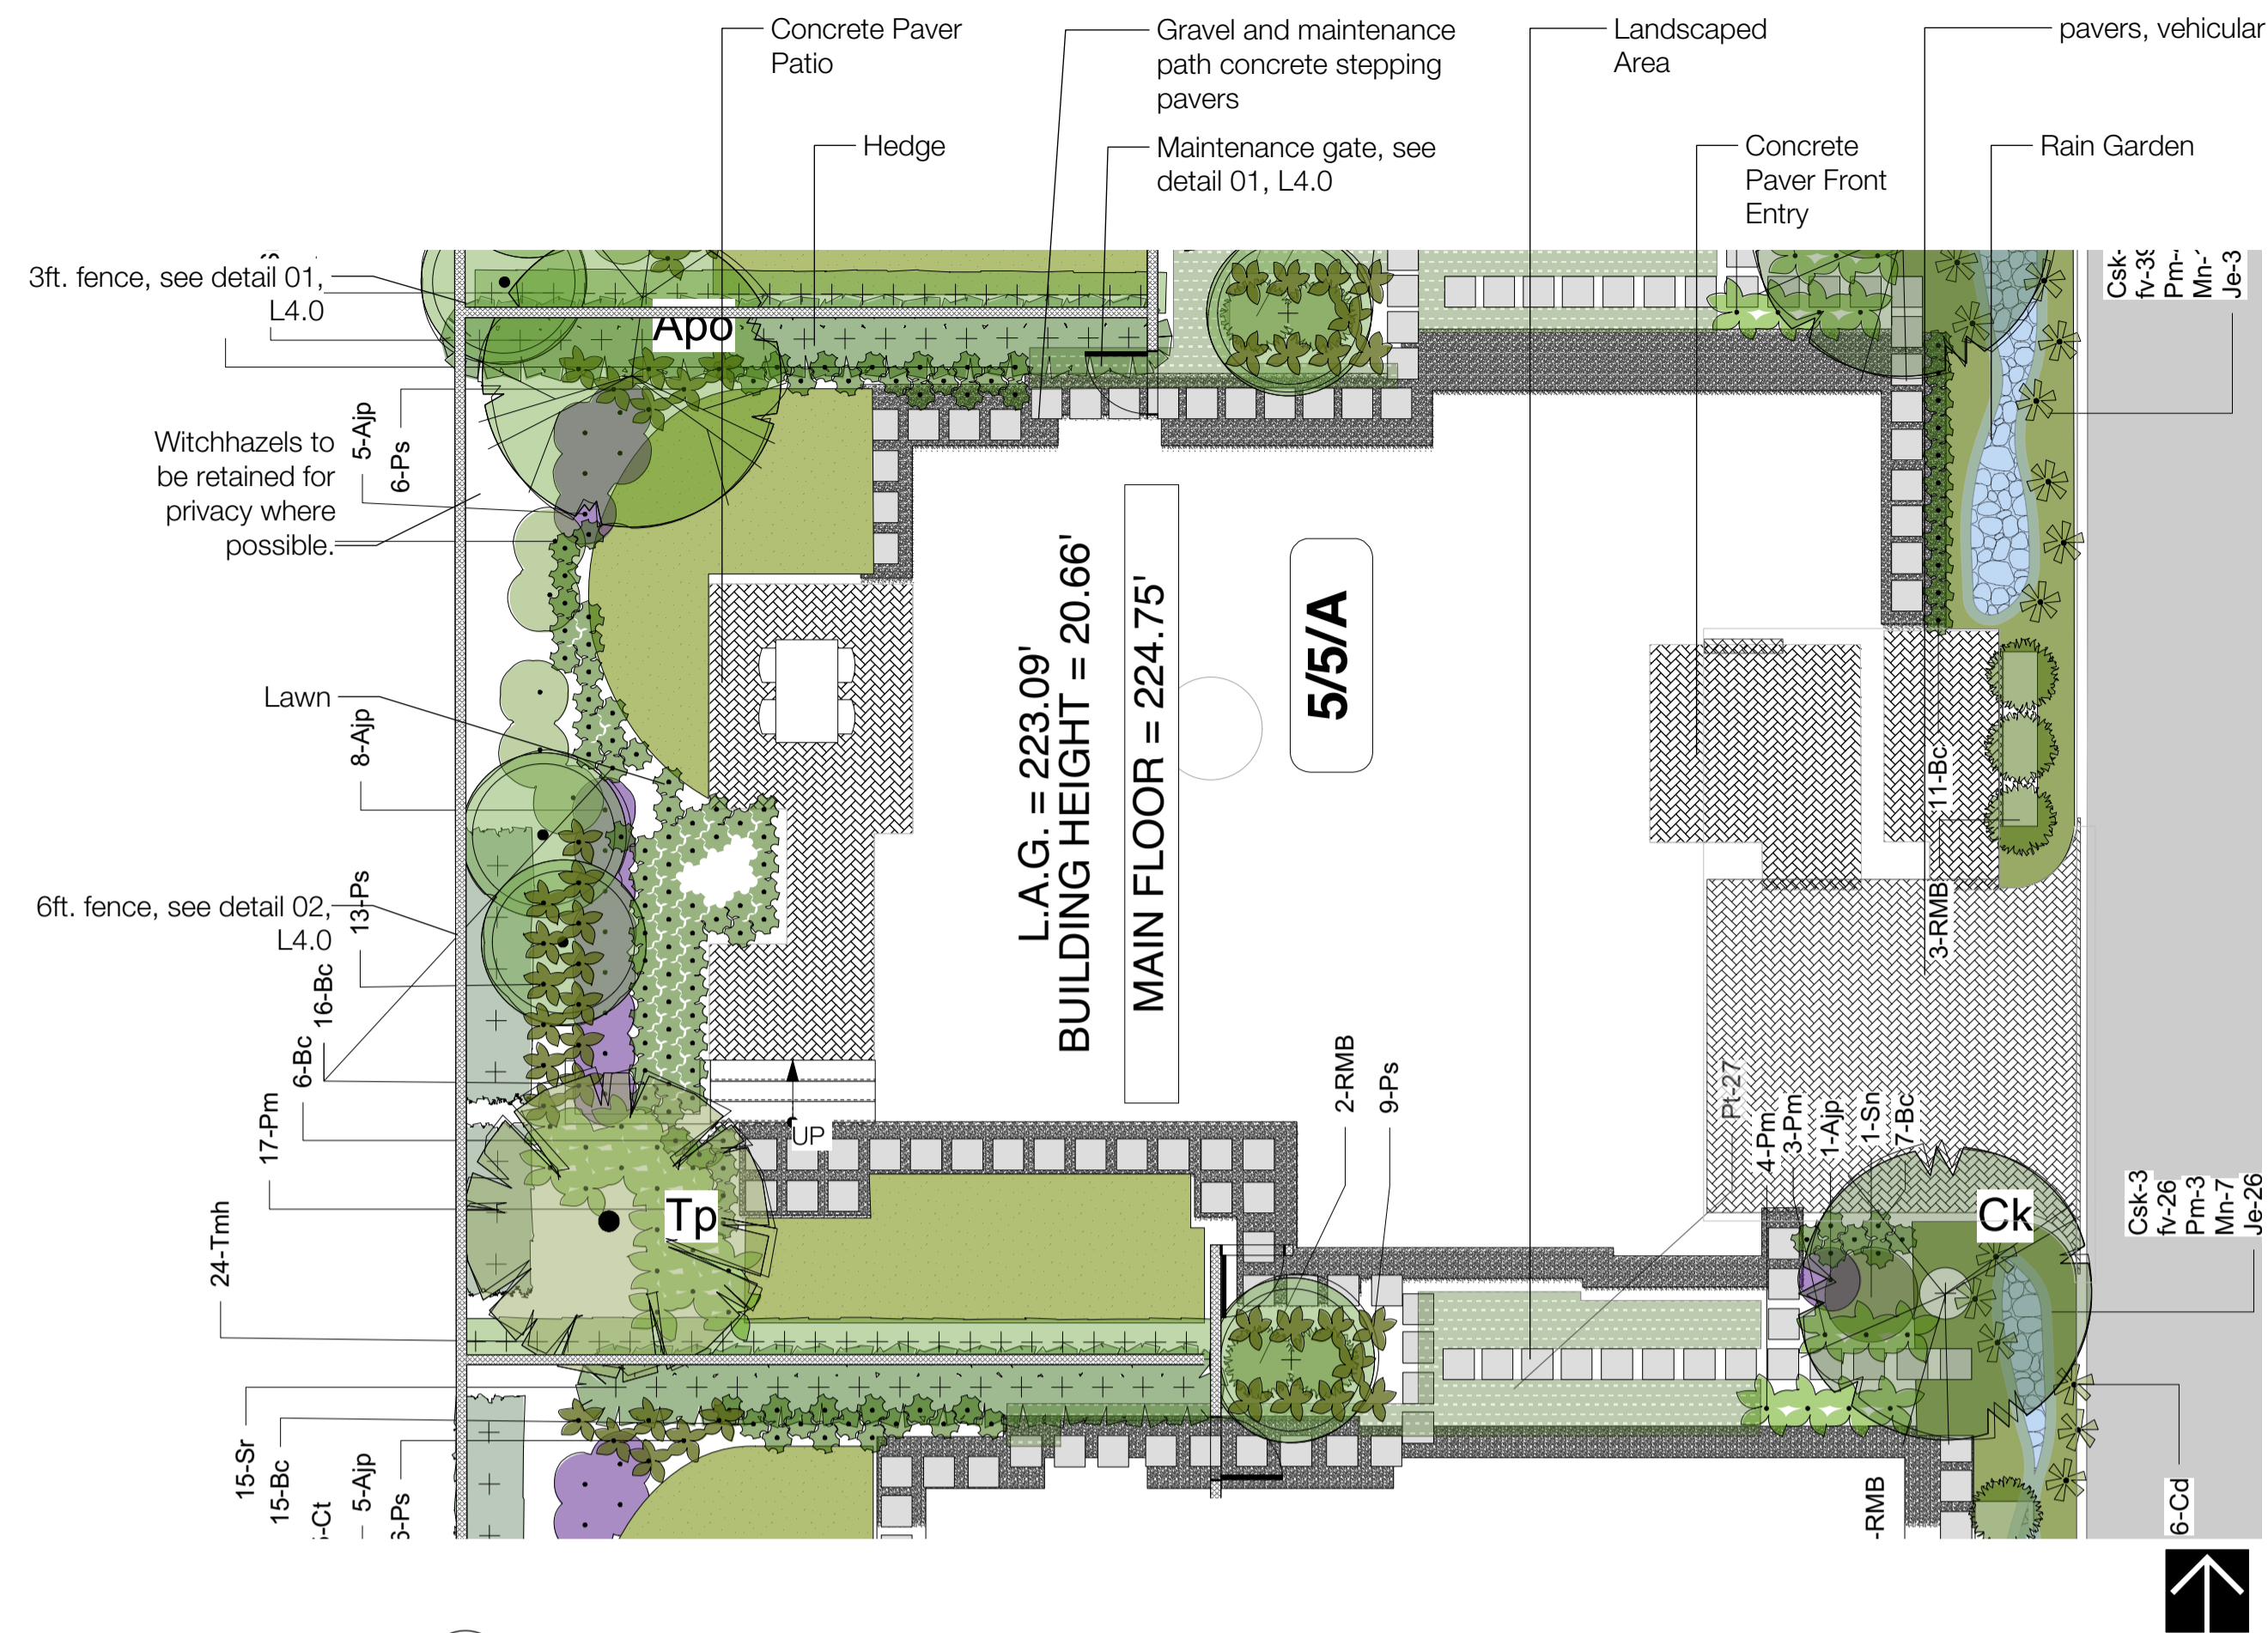 Concrete Paver
Patio
Gravel and maintenance
path concrete stepping
pavers
Landscaped
Area
pavers, vehicular
Hedge
Maintenance gate, see
detail 01, L4.0
Concrete
Paver Front
Entry
Rain Garden
3ft. fence, see detail 01,
L4.0
Apo
Csk-
Pm-
Mn-
Je-3
5-Ajp
6-Ps
Witchhazels to
be retained for
privacy where
possible.
Lawn
8-Ajp
L.A.G. = 223.09'
BUILDING HEIGHT = 20.66'
MAIN FLOOR = 224.75'
5/5/A
11-Bc
3-RMB
6ft. fence, see detail 02,
L4.0
13-Ps
16-Bc
6-Bc
17-Pm
24-Tmh
UP
Tp
2-RMB
9-Ps
Pt-27
4-Pm
3-Pm
1-Ajp
1-Sn
7-Bc
Ck
Csk-3
fv-26
Pm-3
Mn-7
Je-26
15-Sr
15-Bc
-Ct
5-Ajp
-Ps
-RMB
6-Cd